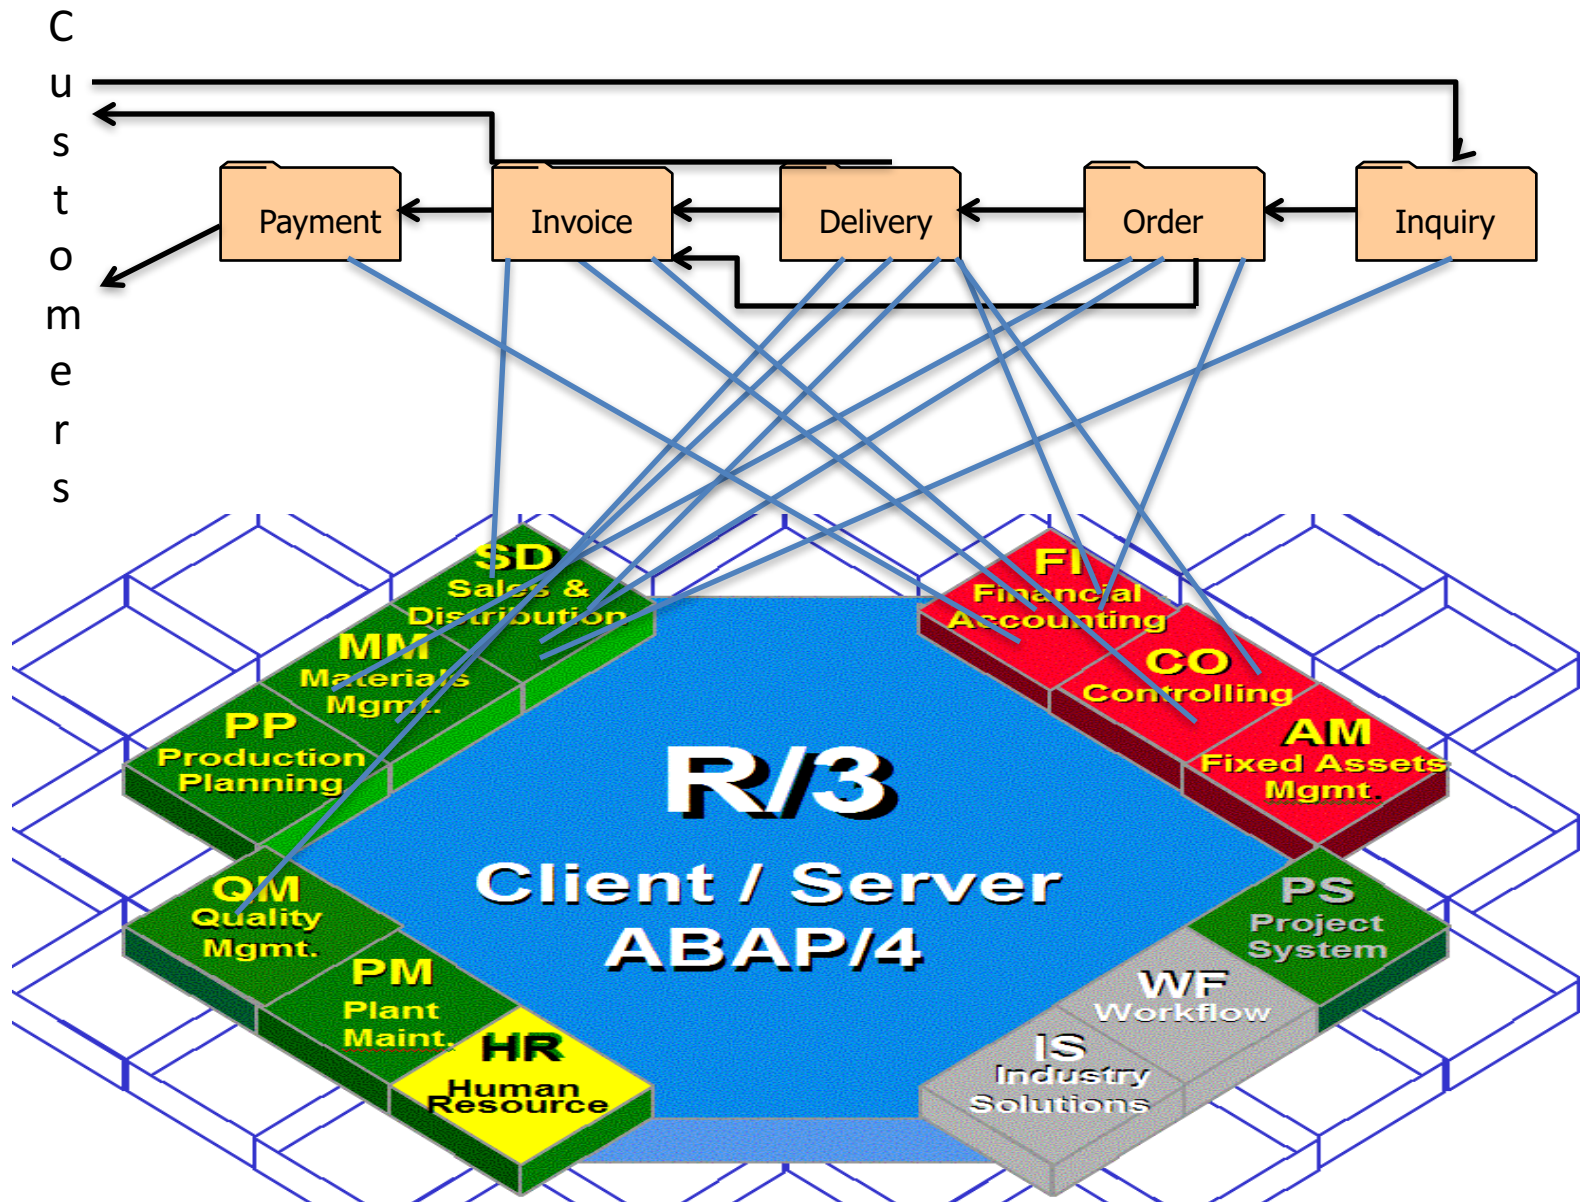 C
u
s
t
o
m
e
r
s
Payment
Invoice
Delivery
Order
Inquiry
SD
Sales &
Distribution
MM
Materials
Mgmt.
PP
Production
Planning
FI
Financial
Accounting
CO
Controlling
AM
Fixed Assets
Mgmt.
R/3
Client / Server
ABAP/4
QM
Quality
Mgmt.
PM
Plant
Maint.
HR
Human
Resource
PS
Project
System
WF
Workflow
IS
Industry
Solutions